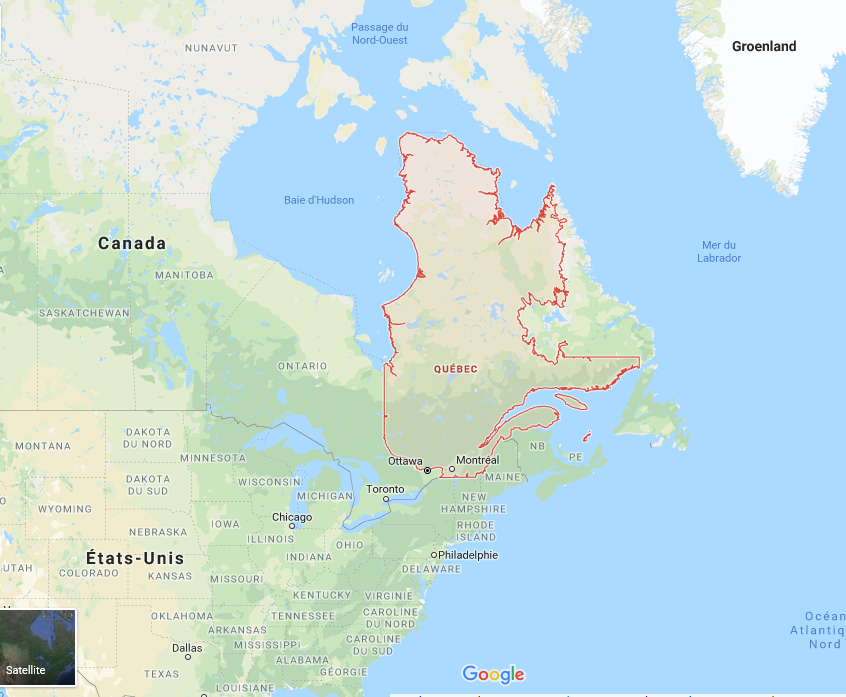 Passage du
Nord-Ouest
NUNAVUT
Groenland
Baie d'Hudson
Canada
Mer du
Labrador
MANITOBA
SASKATCHEWAN
ONTARIO
QUÉBEC
DAKOTA
DU NORD
MONTANA
MINNESOTA
NB
PE
Ottawa
Montréal
MAINE
DAKOTA
DU SUD
WISCONSIN
MICHIGAN
Toronto
WYOMING
NEW
HAMPSHIRE
Chicago
IOWA
RHODE
ISLAND
NEBRASKA
ILLINOIS
OHIO
États-Unis
INDIANA
Philadelphie
UTAH
COLORADO
KANSAS
MISSOURI
DELAWARE
KENTUCKY
VIRGINIE
OKLAHOMA
TENNESSEE
CAROLINE
DU NORD
Océan
Atlantiq
Nord
ARKANSAS
MISSISSIPPI
CAROLINE
DU SUD
Dallas
ALABAMA
Satellite
TEXAS
GÉORGIE
Google
LOUISIANE